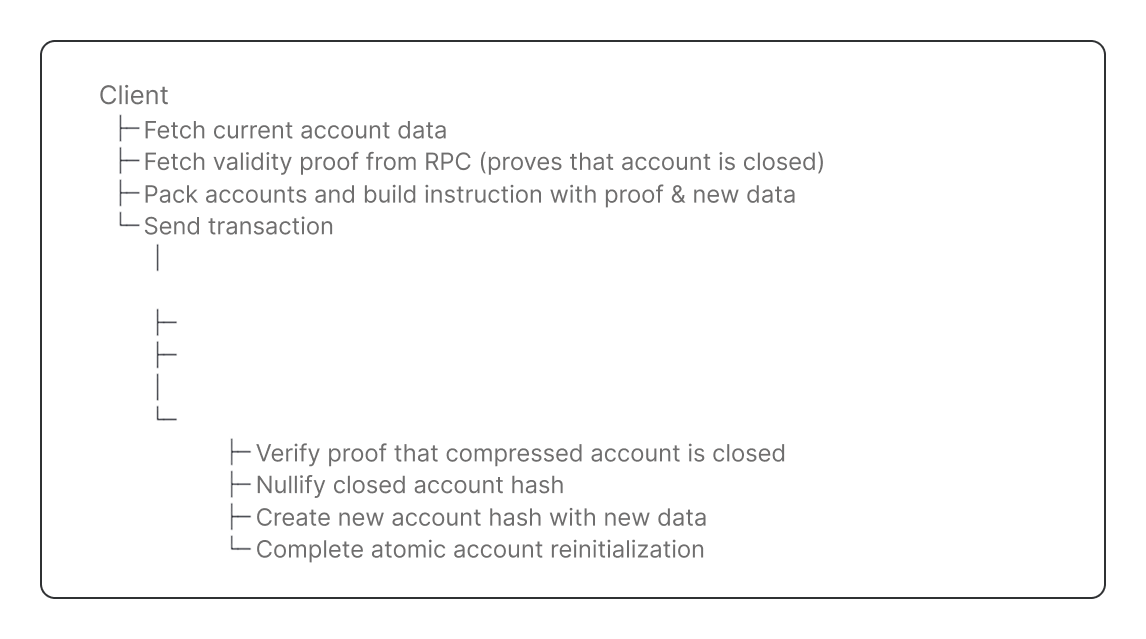 Client
├─ Fetch current account data
├─ Fetch validity proof from RPC (proves that account is closed)
├─ Pack accounts and build instruction with proof & new data
└─ Send transaction
│
├─
├─
│
└─
├─ Verify proof that compressed account is closed
├─ Nullify closed account hash
├─ Create new account hash with new data
└─ Complete atomic account reinitialization